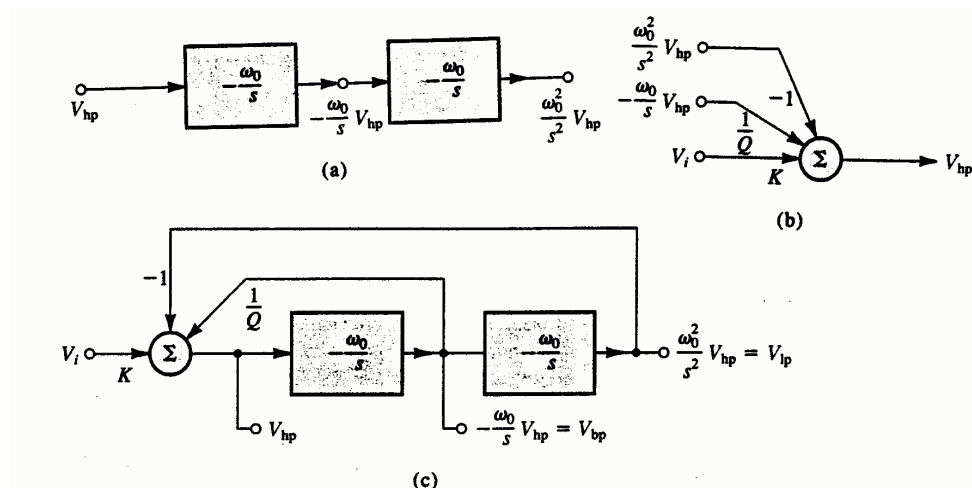 V_hp
−ω₀/s
−ω₀/s V_hp
−ω₀/s
ω₀²/s² V_hp
(a)
ω₀²/s² V_hp
−ω₀/s V_hp
V_i
−1
1/Q
K
Σ
V_hp
(b)
−1
1/Q
V_i
K
Σ
−ω₀/s
−ω₀/s
ω₀²/s² V_hp = V_lp
V_hp
−ω₀/s V_hp = V_bp
(c)